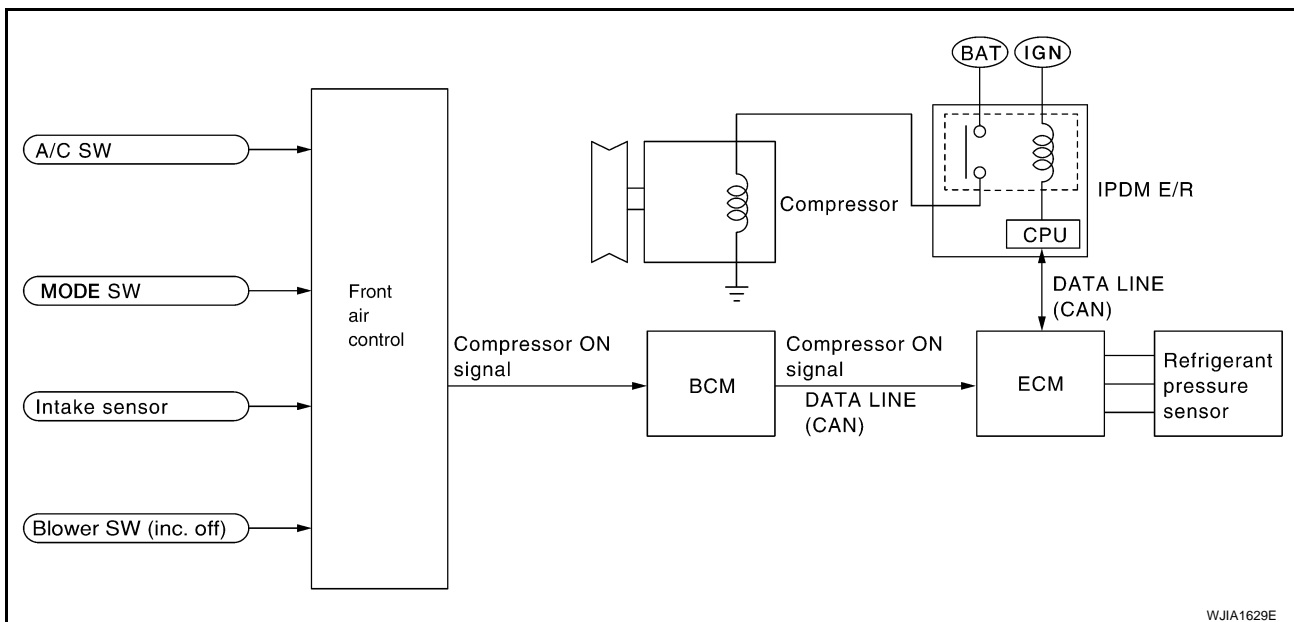 BAT
IGN
A/C SW
IPDM E/R
Compressor
CPU
MODE SW
Front
air
control
DATA LINE
(CAN)
Compressor ON
signal
BCM
Compressor ON
signal
DATA LINE
(CAN)
ECM
Refrigerant
pressure
sensor
Intake sensor
Blower SW (inc. off)
WJIA1629E